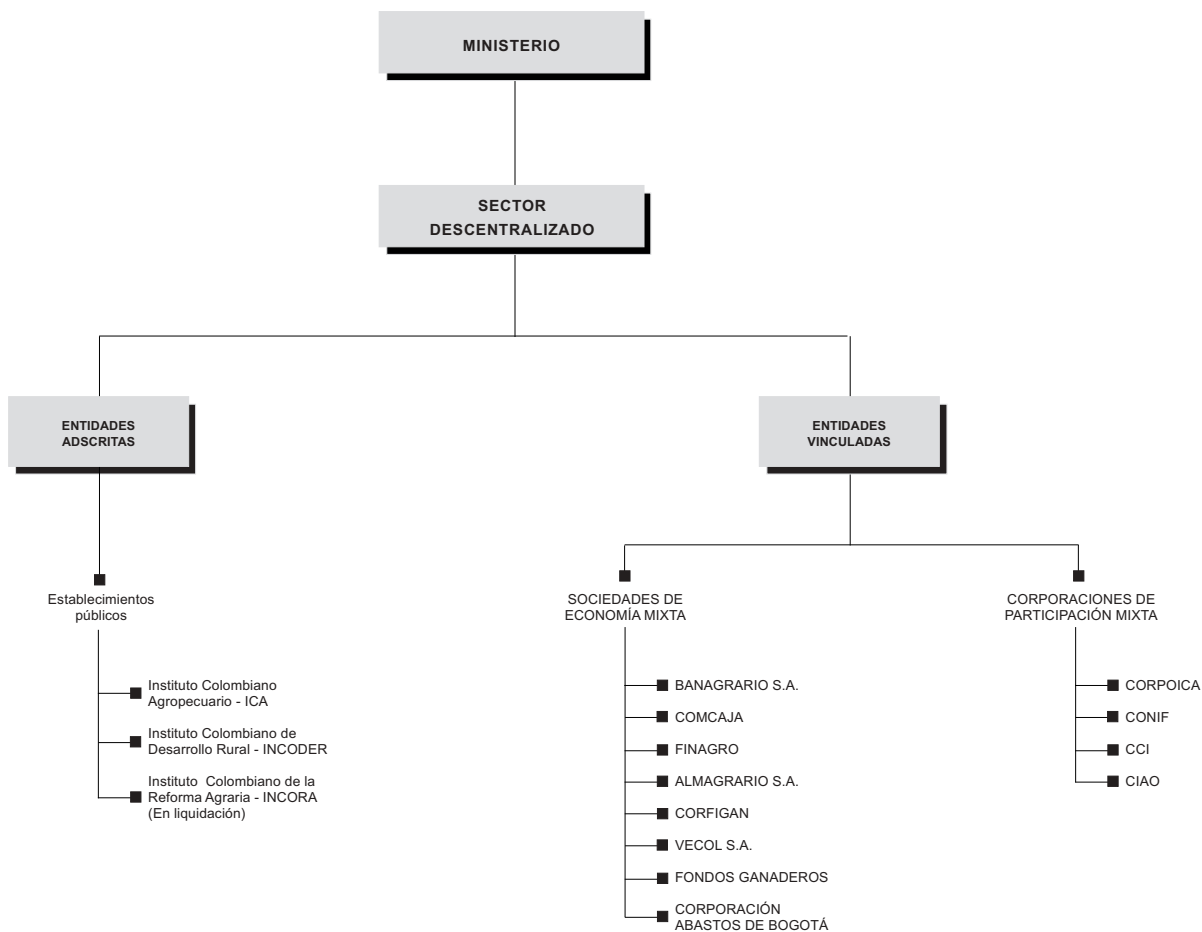 MINISTERIO
SECTOR
DESCENTRALIZADO
ENTIDADES
ADSCRITAS
ENTIDADES
VINCULADAS
Establecimientos
públicos
Instituto Colombiano
Agropecuario - ICA
Instituto Colombiano de
Desarrollo Rural - INCODER
Instituto Colombiano de la
Reforma Agraria - INCORA
(En liquidación)
SOCIEDADES DE
ECONOMÍA MIXTA
BANAGRARIO S.A.
COMCAJA
FINAGRO
ALMAGRARIO S.A.
CORFIGAN
VECOL S.A.
FONDOS GANADEROS
CORPORACIÓN
ABASTOS DE BOGOTÁ
CORPORACIONES DE
PARTICIPACIÓN MIXTA
CORPOICA
CONIF
CCI
CIAO